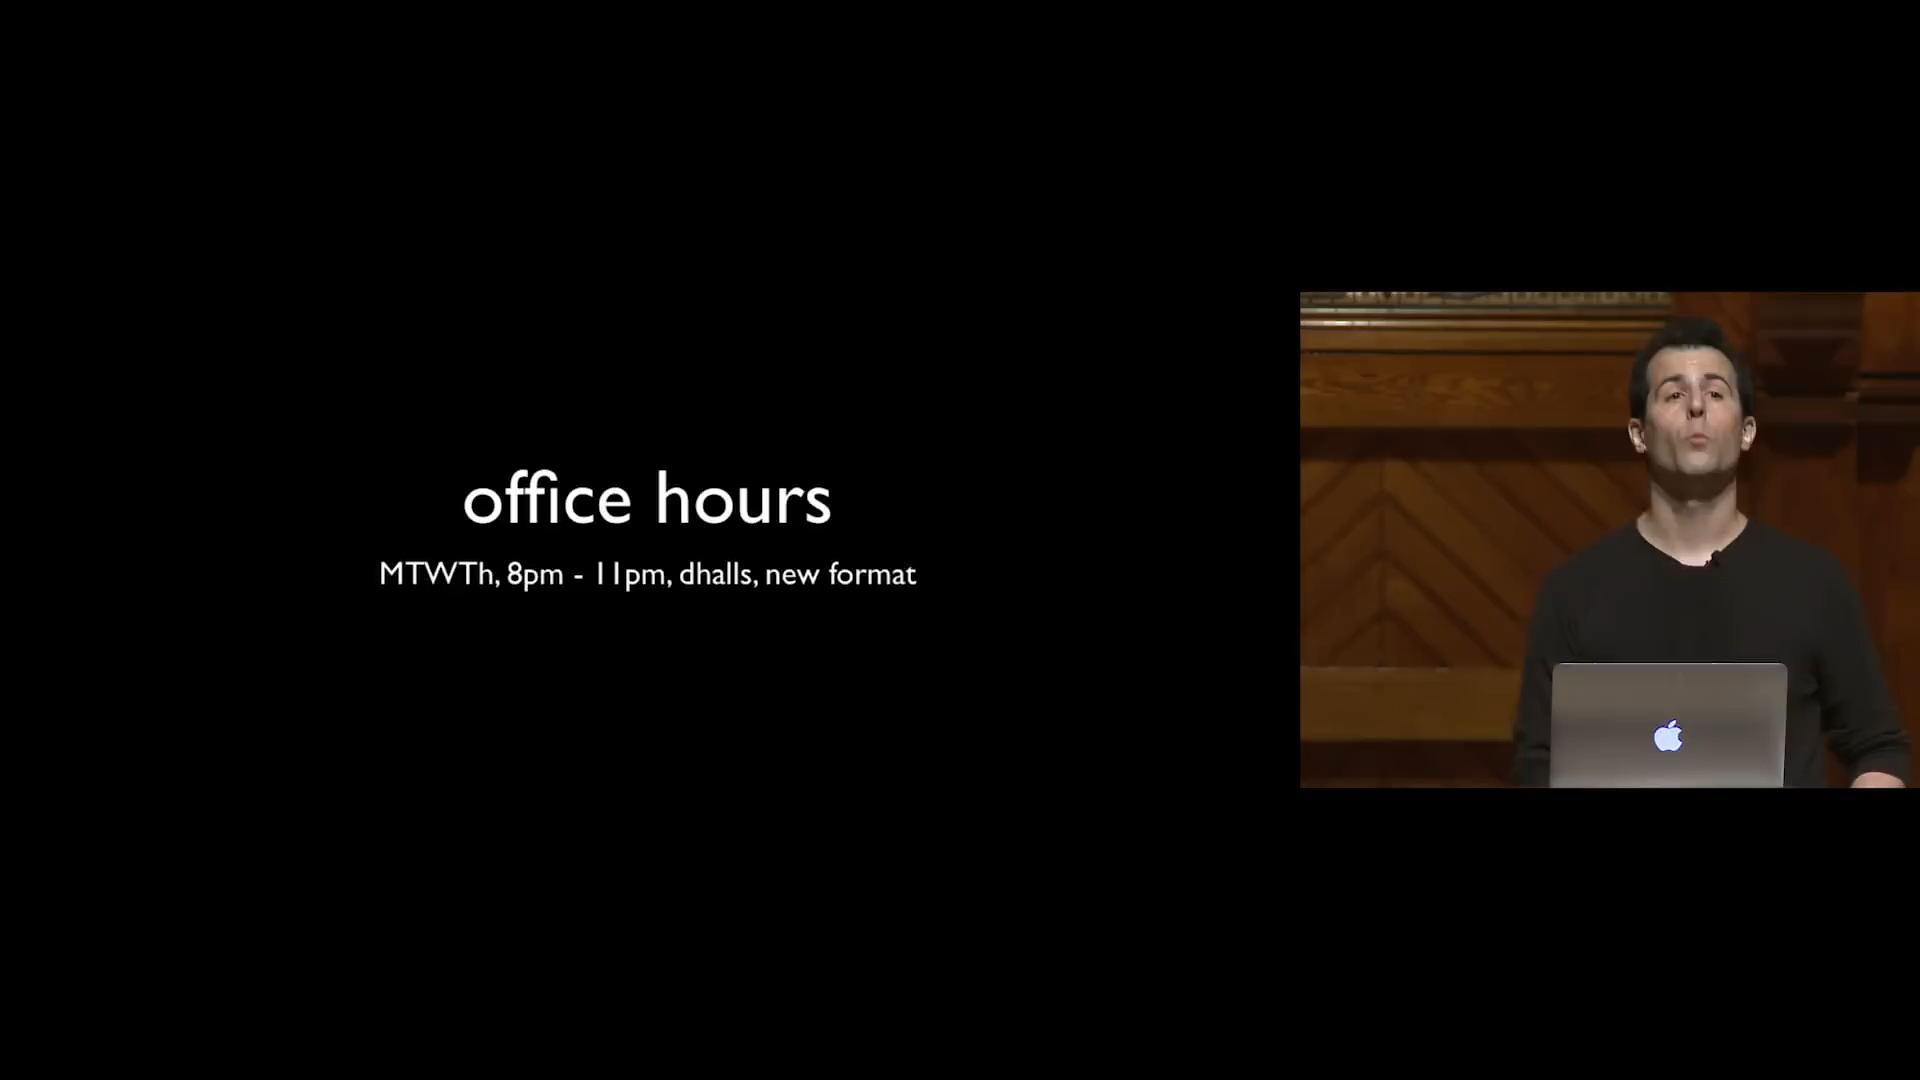 office hours
MTWTh, 8pm - 11pm, dhalls, new format